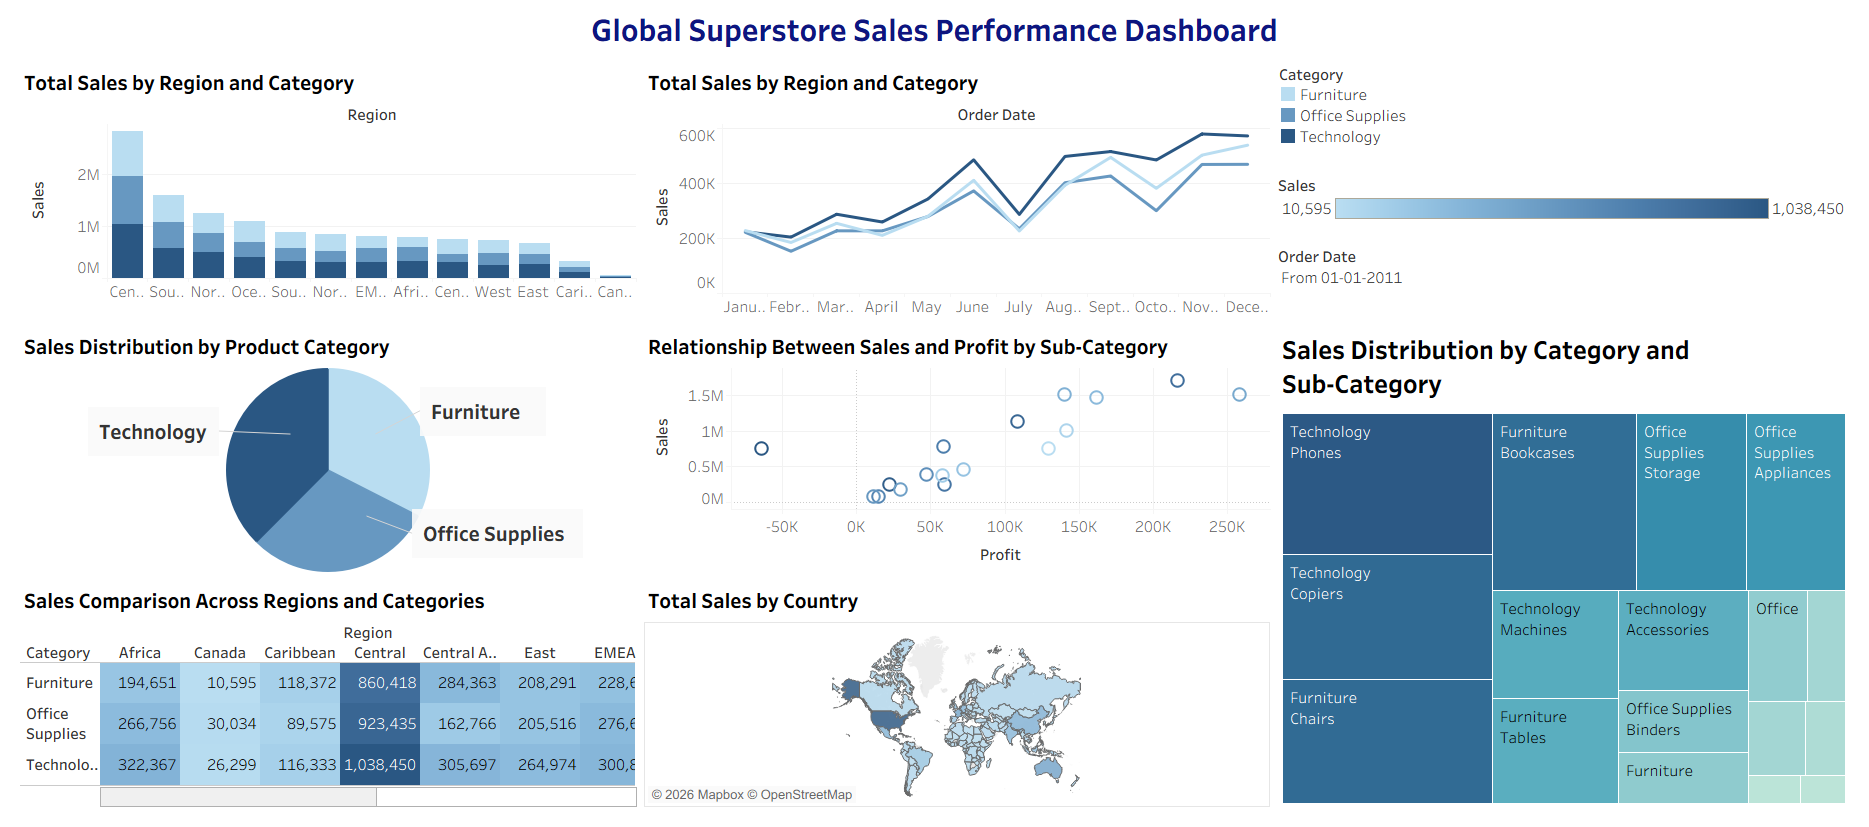 Global Superstore Sales Performance Dashboard
Total Sales by Region and Category
Region
Sales
2M
1M
0M
Cen.. Sou.. Nor.. Oce.. Sou.. Nor.. EM.. Afri.. Cen.. West East Cari.. Can..
Total Sales by Region and Category
Order Date
Sales
600K
400K
200K
0K
Janu.. Febr.. Mar.. April May June July Aug.. Sept.. Octo.. Nov.. Dece..
Category
Furniture
Office Supplies
Technology
Sales
10,595 1,038,450
Order Date
From 01-01-2011
Sales Distribution by Product Category
Technology
Furniture
Office Supplies
Relationship Between Sales and Profit by Sub-Category
Sales
1.5M
1M
0.5M
0M
-50K 0K 50K 100K 150K 200K 250K
Profit
Sales Distribution by Category and
Sub-Category
Technology
Phones
Technology
Copiers
Furniture
Chairs
Furniture
Bookcases
Office
Supplies
Storage
Office
Supplies
Appliances
Technology
Machines
Furniture
Tables
Technology
Accessories
Office Supplies
Binders
Furniture
Office
Sales Comparison Across Regions and Categories
Region
Category Africa Canada Caribbean Central Central A.. East EMEA
Furniture 194,651 10,595 118,372 860,418 284,363 208,291 228,6
Office
Supplies 266,756 30,034 89,575 923,435 162,766 205,516 276,6
Technolo.. 322,367 26,299 116,333 1,038,450 305,697 264,974 300,8
Total Sales by Country
© 2026 Mapbox © OpenStreetMap